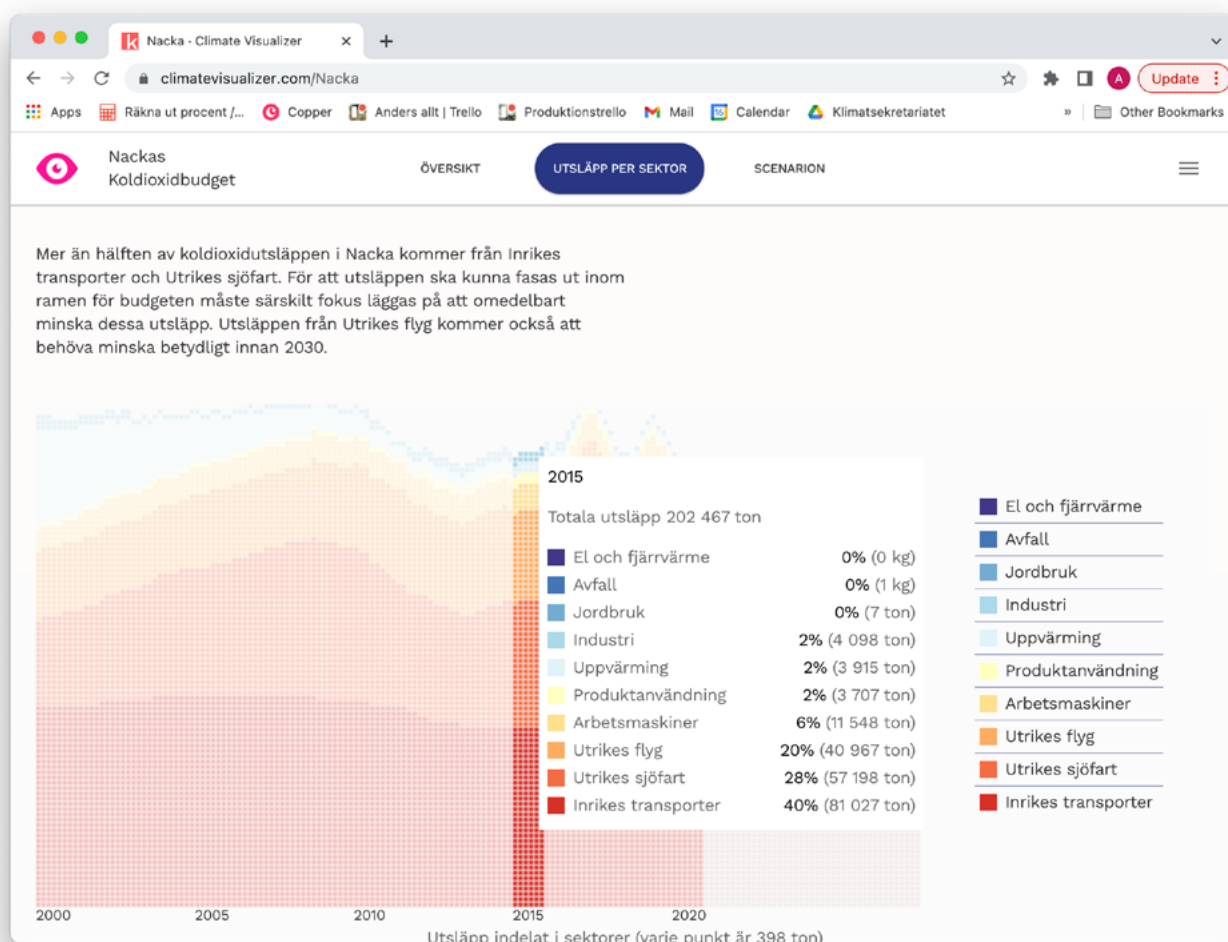 Nacka - Climate Visualizer
climatevisualizer.com/Nacka
A
Update
Apps
Räkna ut procent /...
Copper
Anders allt | Trello
Produktionstrello
Mail
Calendar
Klimatsekretariatet
»
Other Bookmarks
Nackas
Koldioxidbudget
ÖVERSIKT
UTSLÄPP PER SEKTOR
SCENARION
Mer än hälften av koldioxidutsläppen i Nacka kommer från Inrikes
transporter och Utrikes sjöfart. För att utsläppen ska kunna fasas ut inom
ramen för budgeten måste särskilt fokus läggas på att omedelbart
minska dessa utsläpp. Utsläppen från Utrikes flyg kommer också att
behöva minska betydligt innan 2030.
2015
Totala utsläpp 202 467 ton
El och fjärrvärme 0% (0 kg)
Avfall 0% (1 kg)
Jordbruk 0% (7 ton)
Industri 2% (4 098 ton)
Uppvärming 2% (3 915 ton)
Produktanvändning 2% (3 707 ton)
Arbetsmaskiner 6% (11 548 ton)
Utrikes flyg 20% (40 967 ton)
Utrikes sjöfart 28% (57 198 ton)
Inrikes transporter 40% (81 027 ton)
El och fjärrvärme
Avfall
Jordbruk
Industri
Uppvärming
Produktanvändning
Arbetsmaskiner
Utrikes flyg
Utrikes sjöfart
Inrikes transporter
2000 2005 2010 2015 2020
Utsläpp indelat i sektorer (varje punkt är 398 ton)